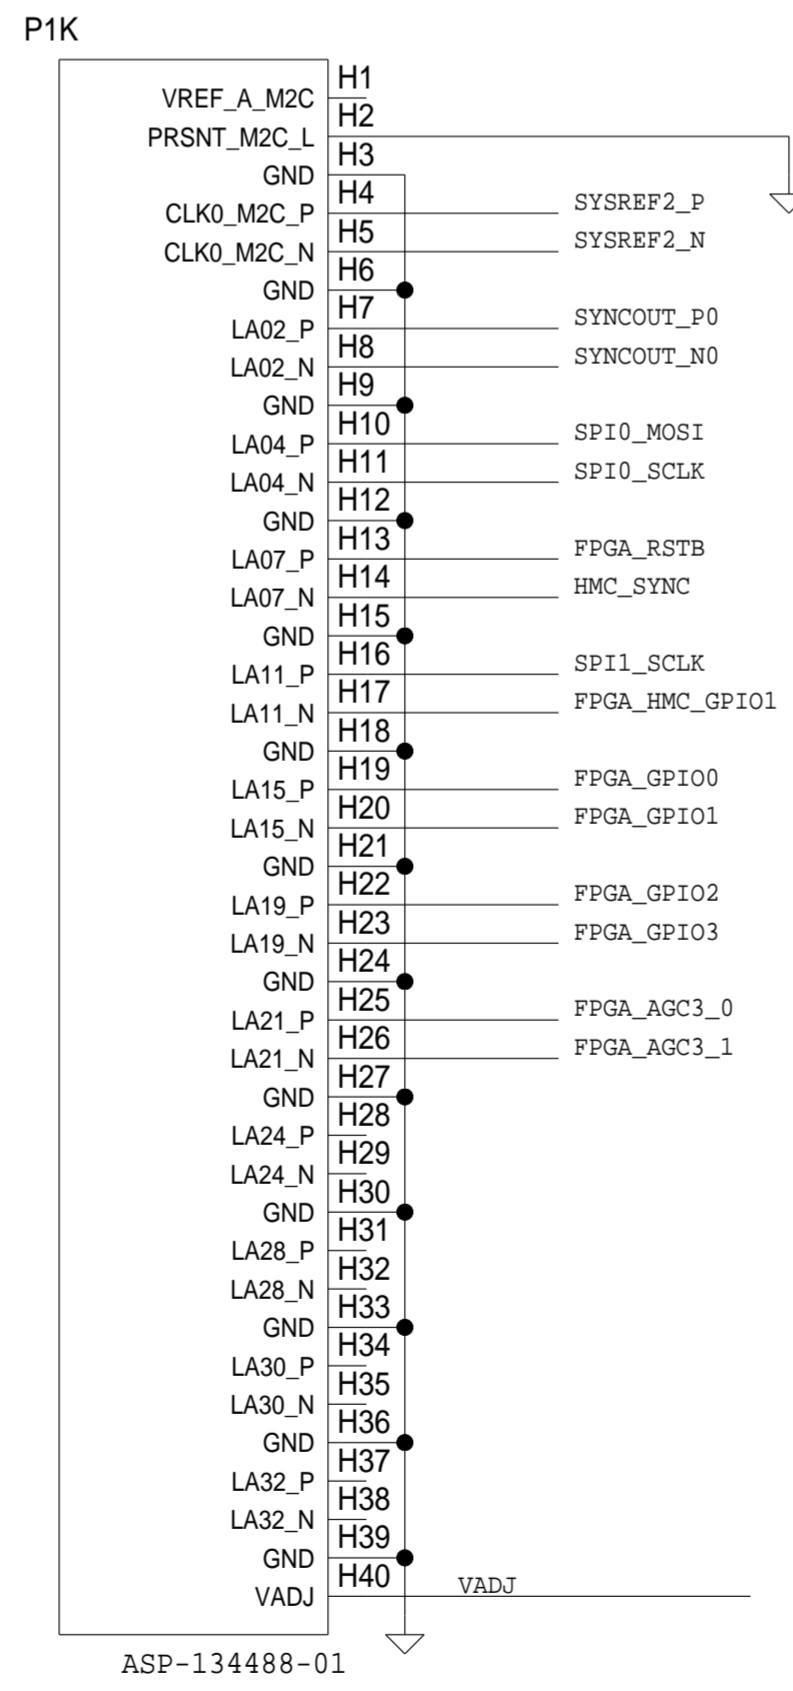 P1K
H1
VREF_A_M2C
H2
PRSNT_M2C_L
H3
GND
H4
CLK0_M2C_P SYSREF2_P
H5
CLK0_M2C_N SYSREF2_N
H6
GND
H7
LA02_P SYNCOUT_P0
H8
LA02_N SYNCOUT_N0
H9
GND
H10
LA04_P SPI0_MOSI
H11
LA04_N SPI0_SCLK
H12
GND
H13
LA07_P FPGA_RSTB
H14
LA07_N HMC_SYNC
H15
GND
H16
LA11_P SPI1_SCLK
H17
LA11_N FPGA_HMC_GPIO1
H18
GND
H19
LA15_P FPGA_GPIO0
H20
LA15_N FPGA_GPIO1
H21
GND
H22
LA19_P FPGA_GPIO2
H23
LA19_N FPGA_GPIO3
H24
GND
H25
LA21_P FPGA_AGC3_0
H26
LA21_N FPGA_AGC3_1
H27
GND
H28
LA24_P
H29
LA24_N
H30
GND
H31
LA28_P
H32
LA28_N
H33
GND
H34
LA30_P
H35
LA30_N
H36
GND
H37
LA32_P
H38
LA32_N
H39
GND
H40
VADJ VADJ
ASP-134488-01